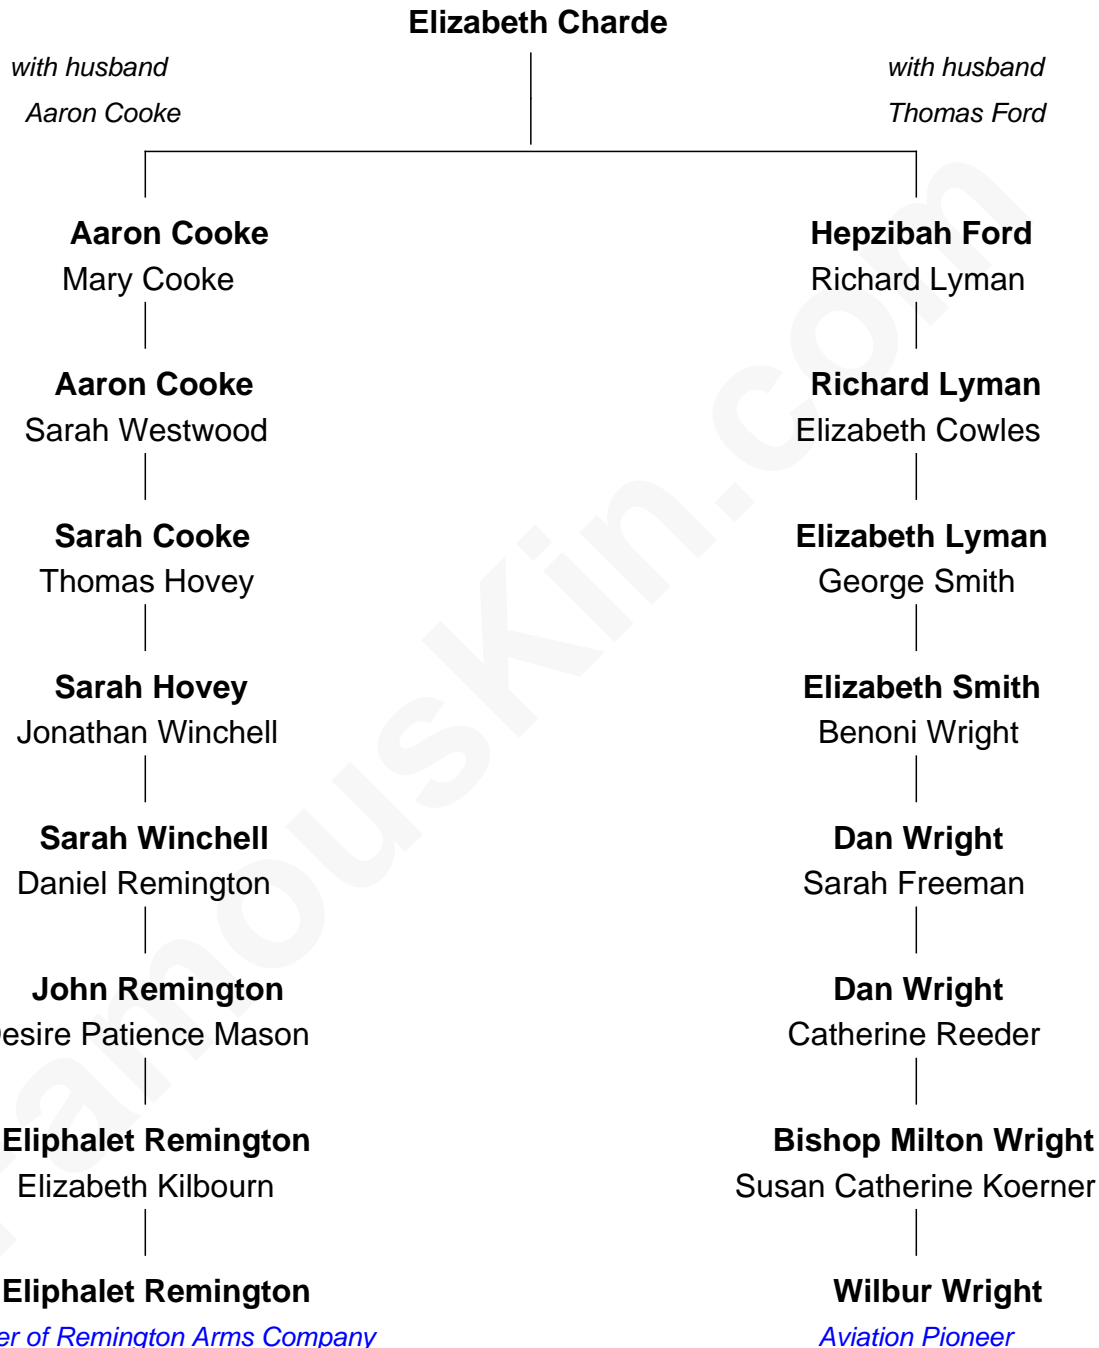 Elizabeth Charde
with husband
Aaron Cooke
with husband
Thomas Ford
Aaron Cooke
Mary Cooke
Hepzibah Ford
Richard Lyman
Aaron Cooke
Sarah Westwood
Richard Lyman
Elizabeth Cowles
Sarah Cooke
Thomas Hovey
Elizabeth Lyman
George Smith
Sarah Hovey
Jonathan Winchell
Elizabeth Smith
Benoni Wright
Sarah Winchell
Daniel Remington
Dan Wright
Sarah Freeman
John Remington
Patience Mason
Dan Wright
Catherine Reeder
Eliphalet Remington
Elizabeth Kilbourn
Bishop Milton Wright
Susan Catherine Koerner
Eliphalet Remington
of Remington Arms Company
Wilbur Wright
Aviation Pioneer
FamousKin.com